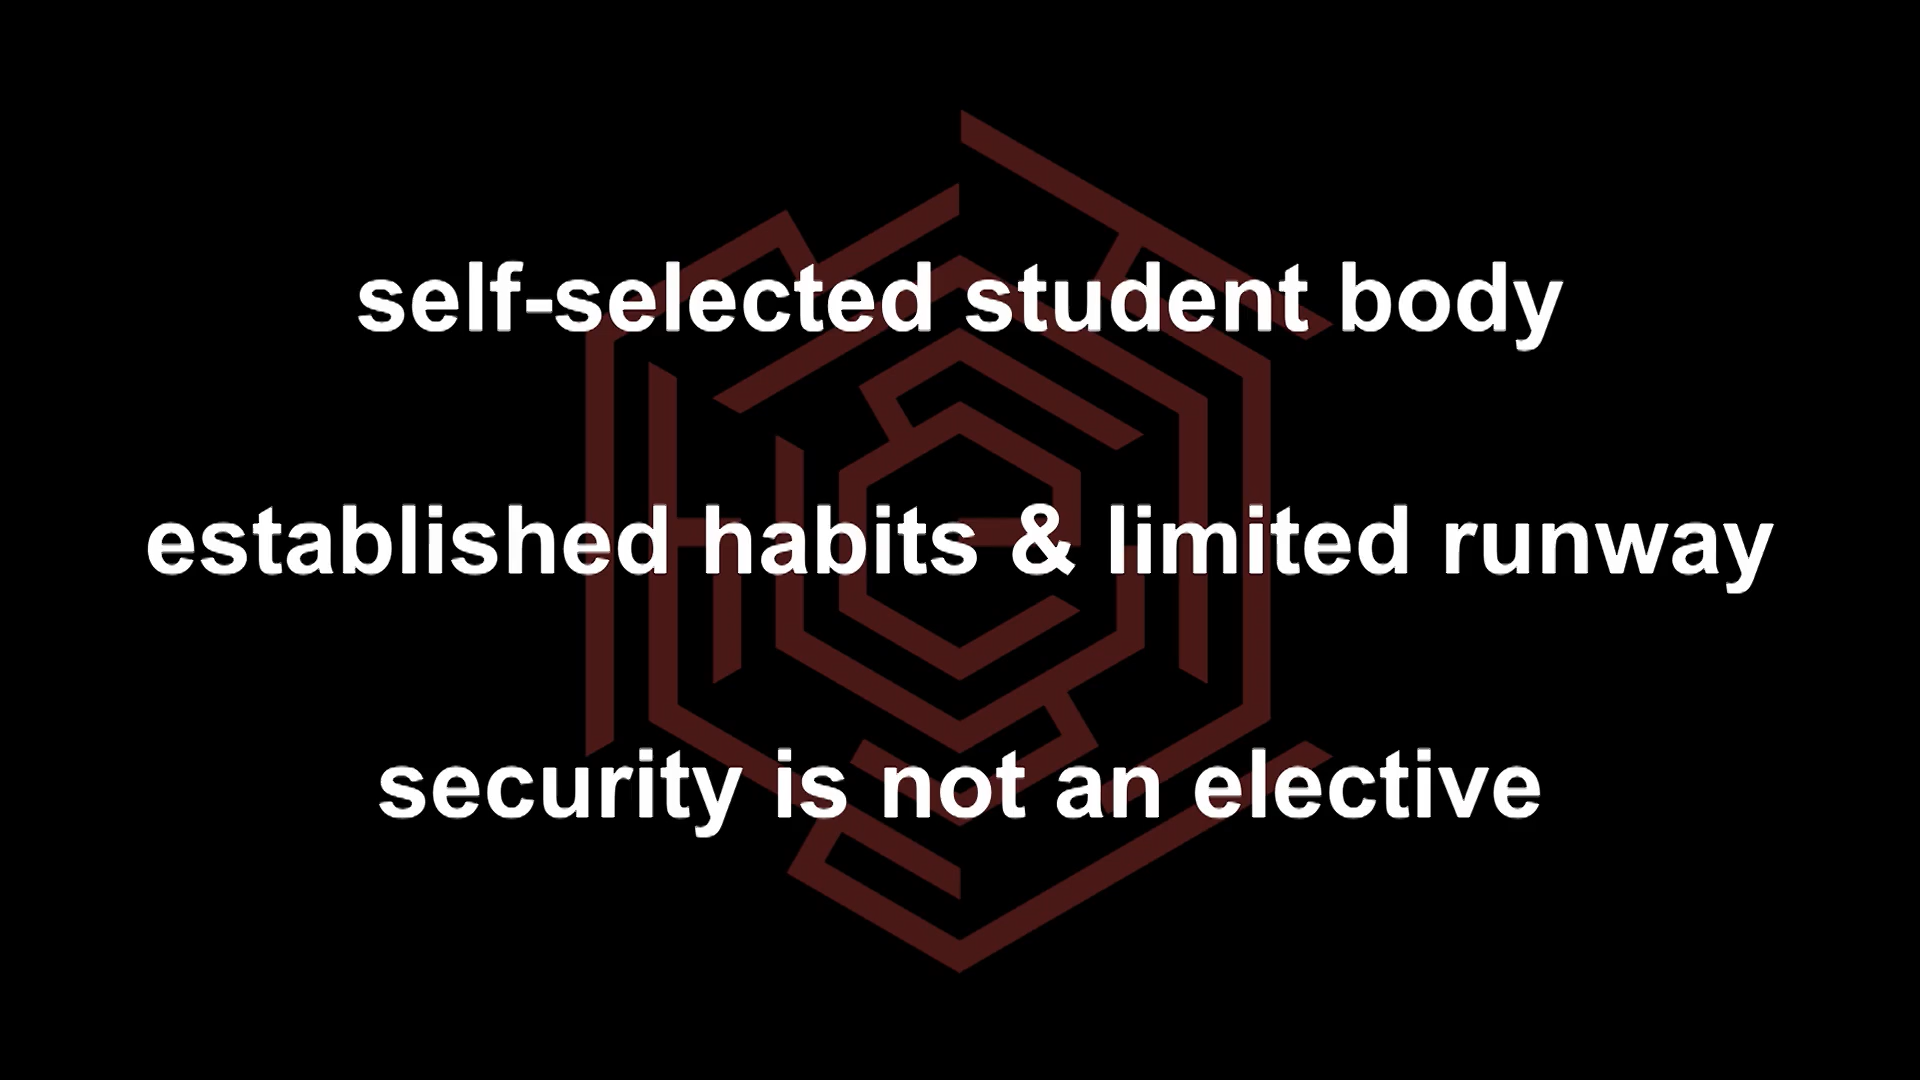 self-selected student body
established habits & limited runway
security is not an elective